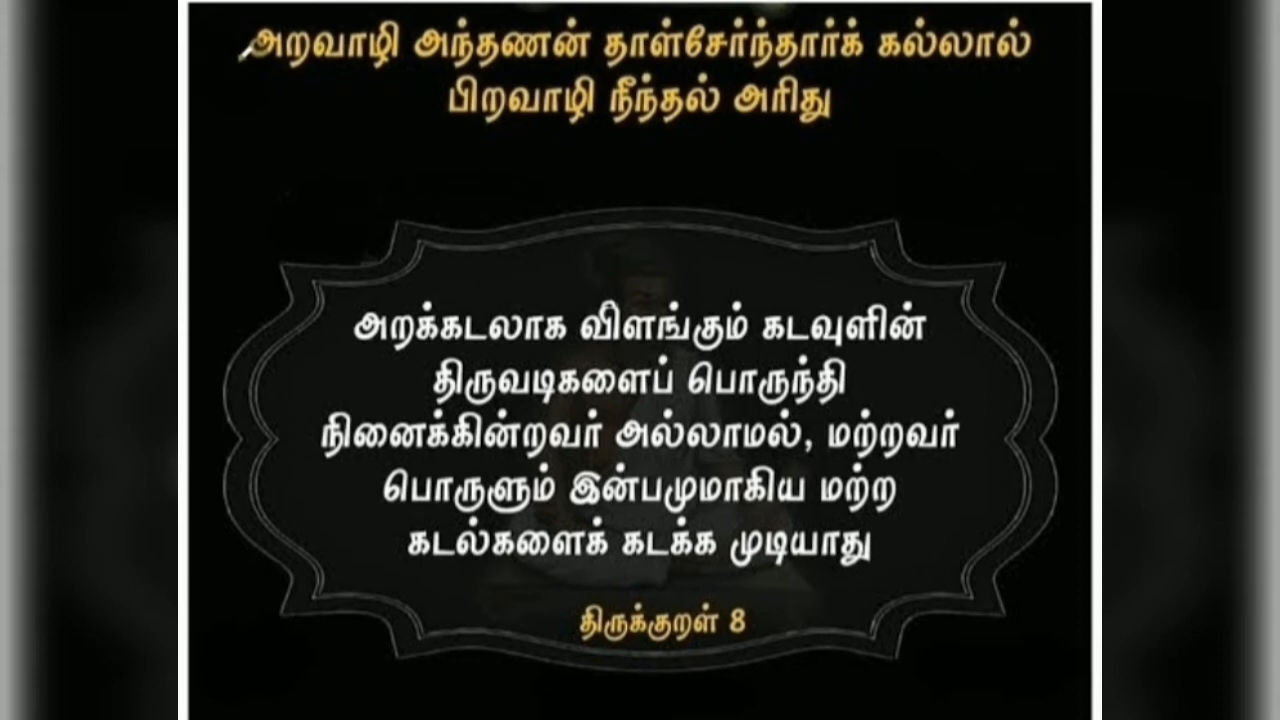 அறவாழி அந்தணன் தாள்சேர்ந்தார்க் கல்லால்
பிறவாழி நீந்தல் அரிது
அறக்கடலாக விளங்கும் கடவுளின்
திருவடிகளைப் பொருந்தி
நினைக்கின்றவர் அல்லாமல், மற்றவர்
பொருளும் இன்பமுமாகிய மற்ற
கடல்களைக் கடக்க முடியாது
திருக்குறள் 8